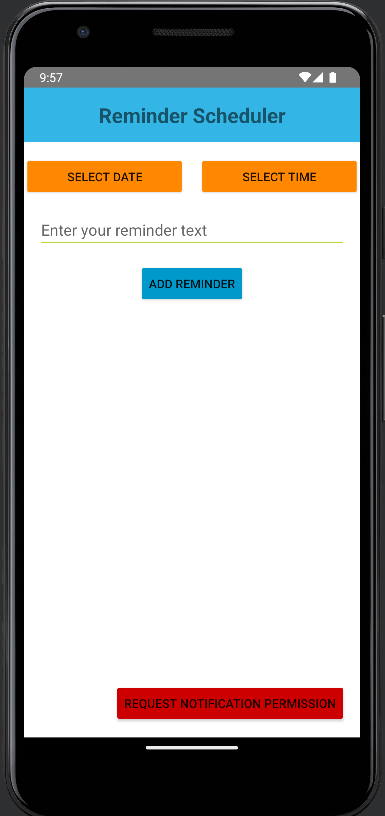 9:57
Reminder Scheduler
SELECT DATE
SELECT TIME
Enter your reminder text
ADD REMINDER
REQUEST NOTIFICATION PERMISSION